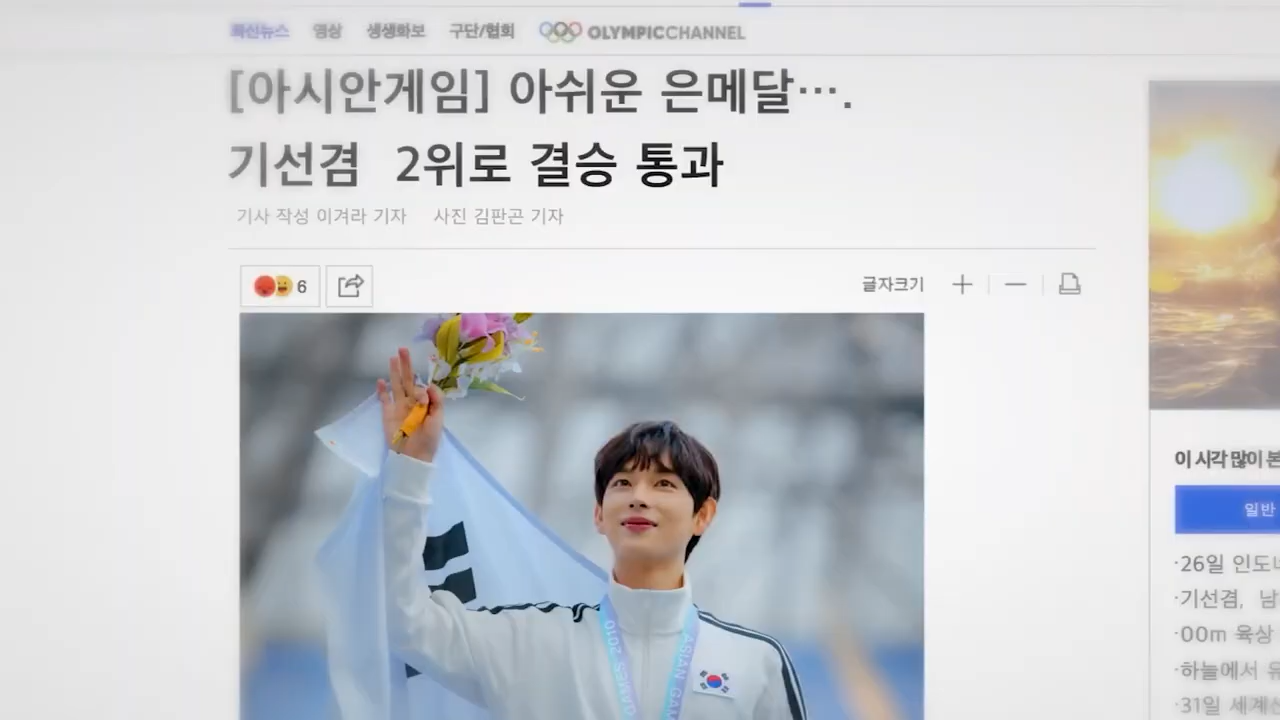 최신뉴스 영상 생생화보 구단/협회 OLYMPICCHANNEL
[아시안게임] 아쉬운 은메달….
기선겸 2위로 결승 통과
기사 작성 이겨라 기자 사진 김판곤 기자
6
글자크기
이 시각 많이 본
일반
·26일 인도네
·기선겸, 남
·00m 육상
·하늘에서 유
·31일 세계선
GAMES 2010
ASIAN GAM